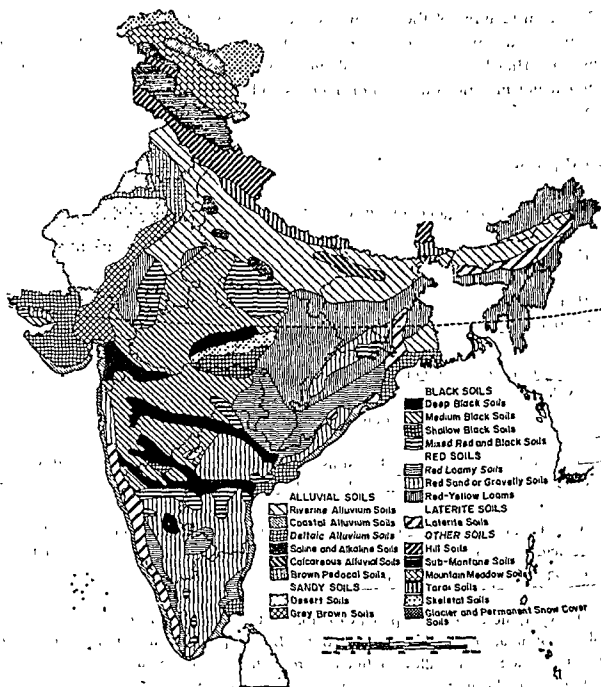 BLACK SOILS
Deep Black Soils
Medium Black Soils
Shallow Black Soils
Mixed Red and Black Soils
RED SOILS
Red Loamy Soils
Red Sand or Gravelly Soils
Red-Yellow Loams
LATERITE SOILS
Laterite Soils
OTHER SOILS
Hill Soils
Sub-Montane Soils
Mountain Meadow Soils
Tarai Soils
Skeletal Soils
Glacier and Permanent Snow Cover
Soils
ALLUVIAL SOILS
Riverine Alluvium Soils
Coastal Alluvium Soils
Deltaic Alluvium Soils
Saline and Alkaline Soils
Calcareous Alluvial Soils
Brown Pedocal Soils
SANDY SOILS
Desert Soils
Grey Brown Soils